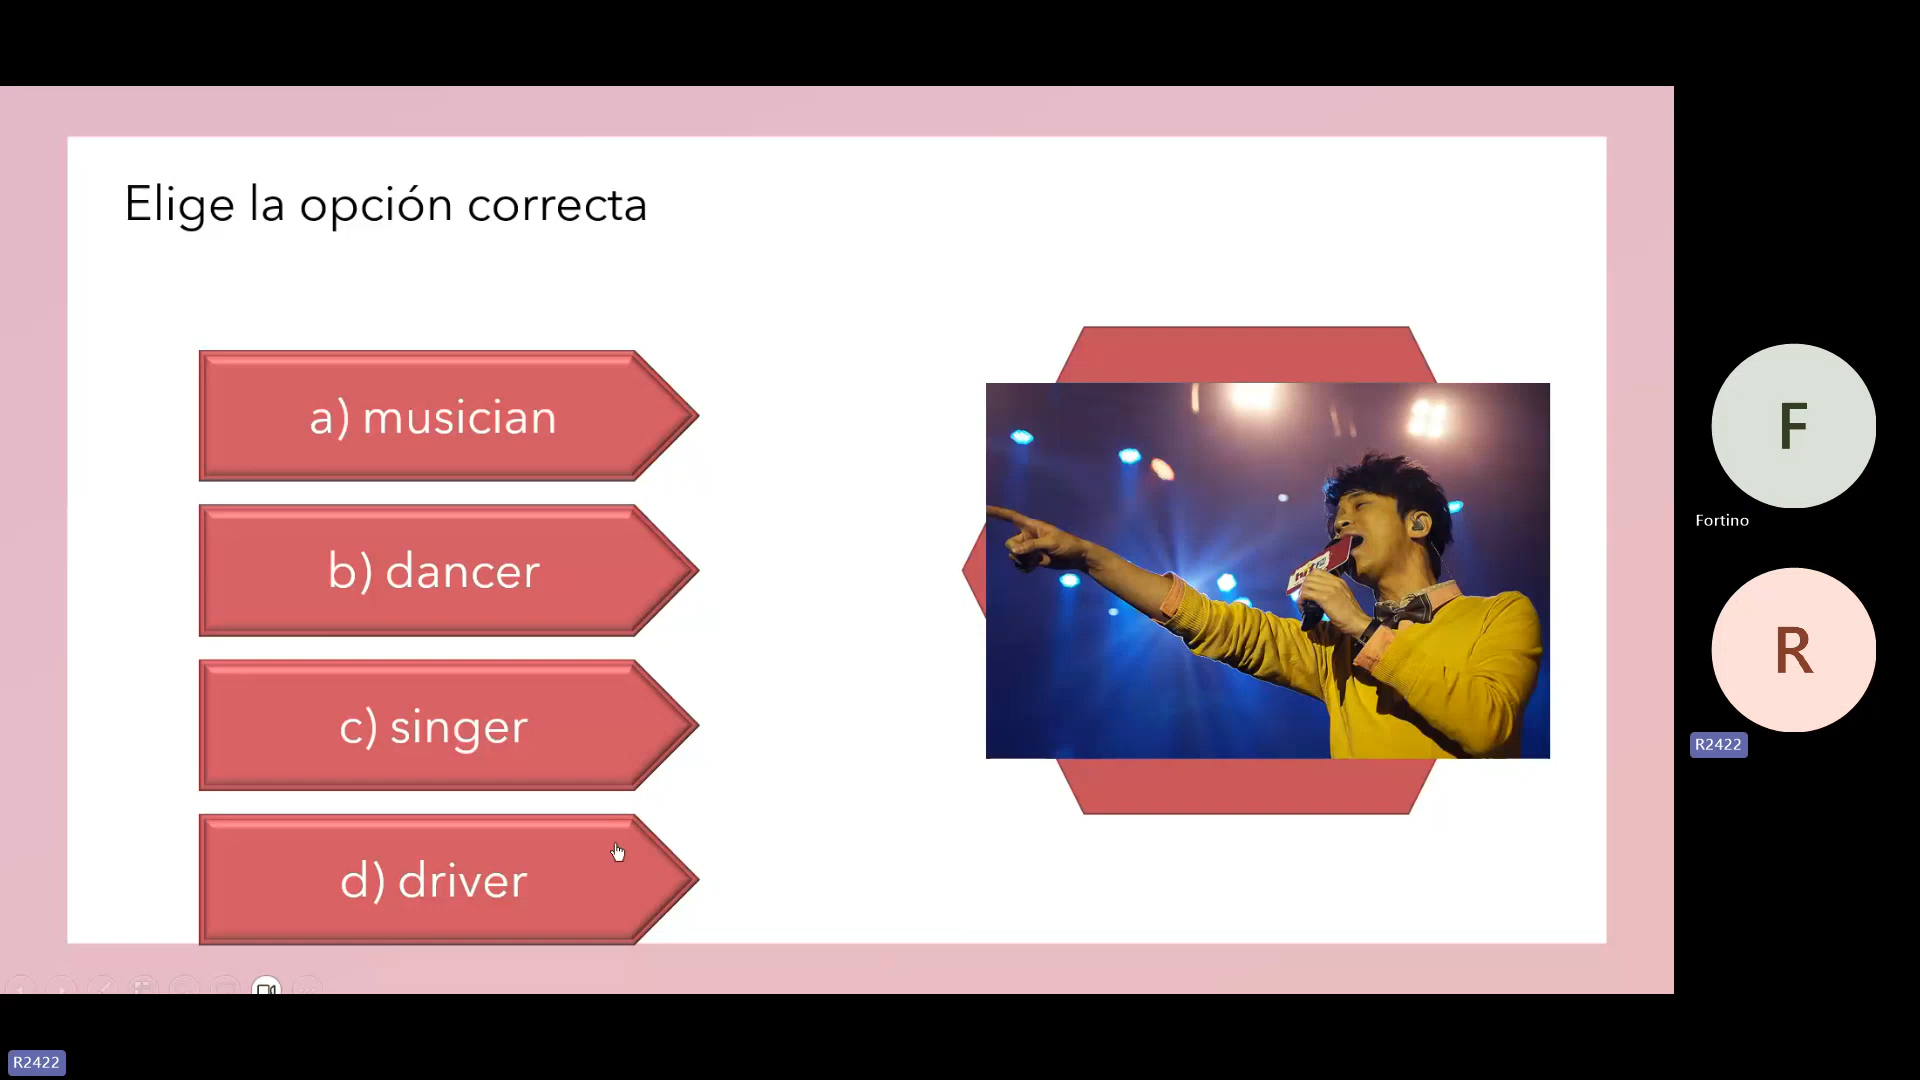 Elige la opción correcta
a) musician
b) dancer
c) singer
d) driver
F
Fortino
R
R2422
R2422